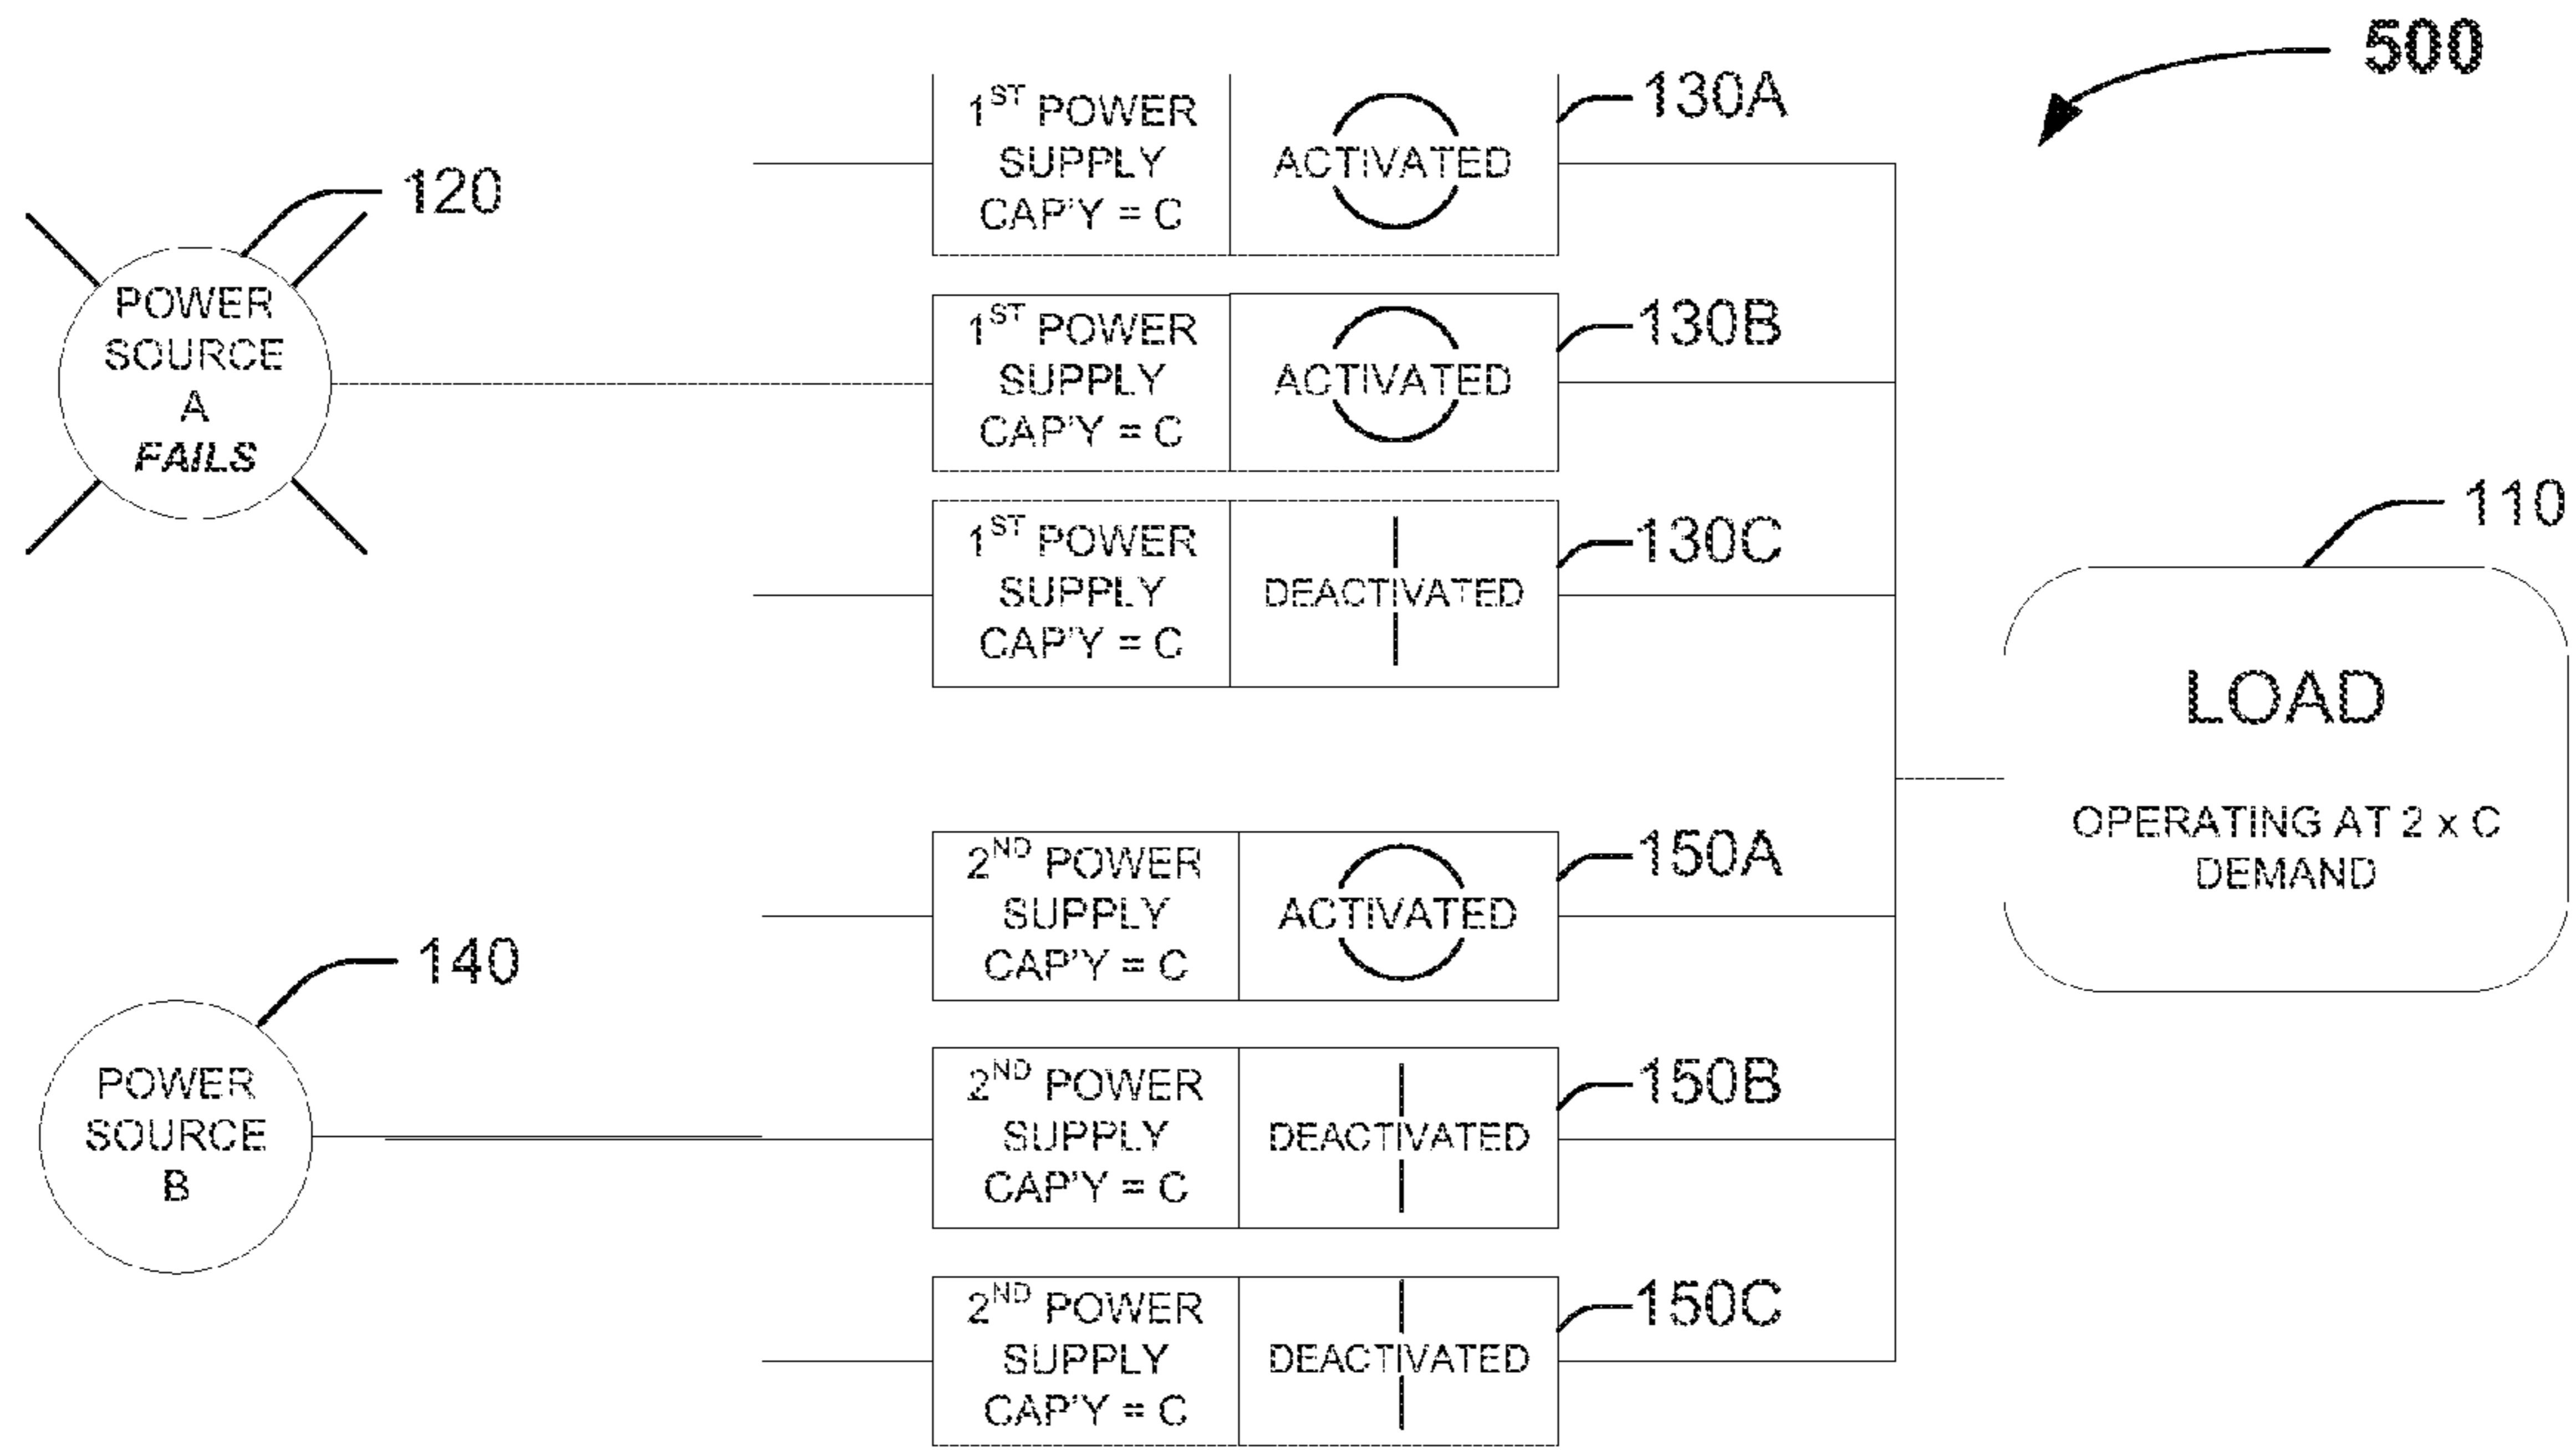 500
120
POWER
SOURCE
A
FAILS
1ST POWER
SUPPLY
CAP'Y = C
ACTIVATED
130A
1ST POWER
SUPPLY
CAP'Y = C
ACTIVATED
130B
1ST POWER
SUPPLY
CAP'Y = C
DEACTIVATED
130C
110
LOAD
OPERATING AT 2 x C
DEMAND
140
POWER
SOURCE
B
2ND POWER
SUPPLY
CAP'Y = C
ACTIVATED
150A
2ND POWER
SUPPLY
CAP'Y = C
DEACTIVATED
150B
2ND POWER
SUPPLY
CAP'Y = C
DEACTIVATED
150C